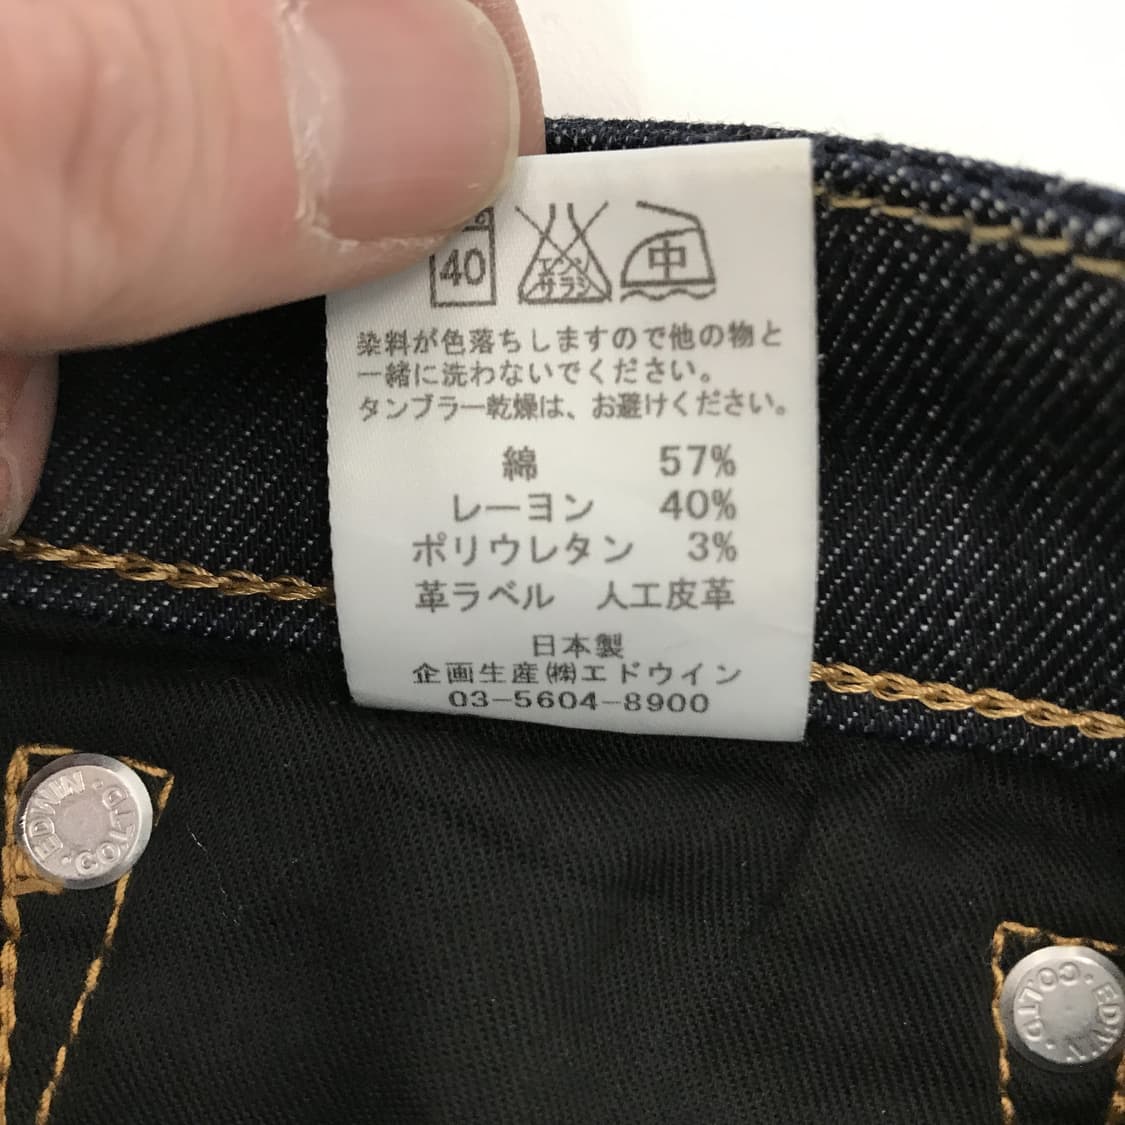 40
エンソ
サラシ
中
染料が色落ちしますので他の物と
一緒に洗わないでください。
タンブラー乾燥は、お避けください。
綿 57%
レーヨン 40%
ポリウレタン 3%
革ラベル 人工皮革
日本製
企画生産㈱エドウイン
03-5604-8900
EDWIN・CO.LTD・
EDWIN・CO.LTD・